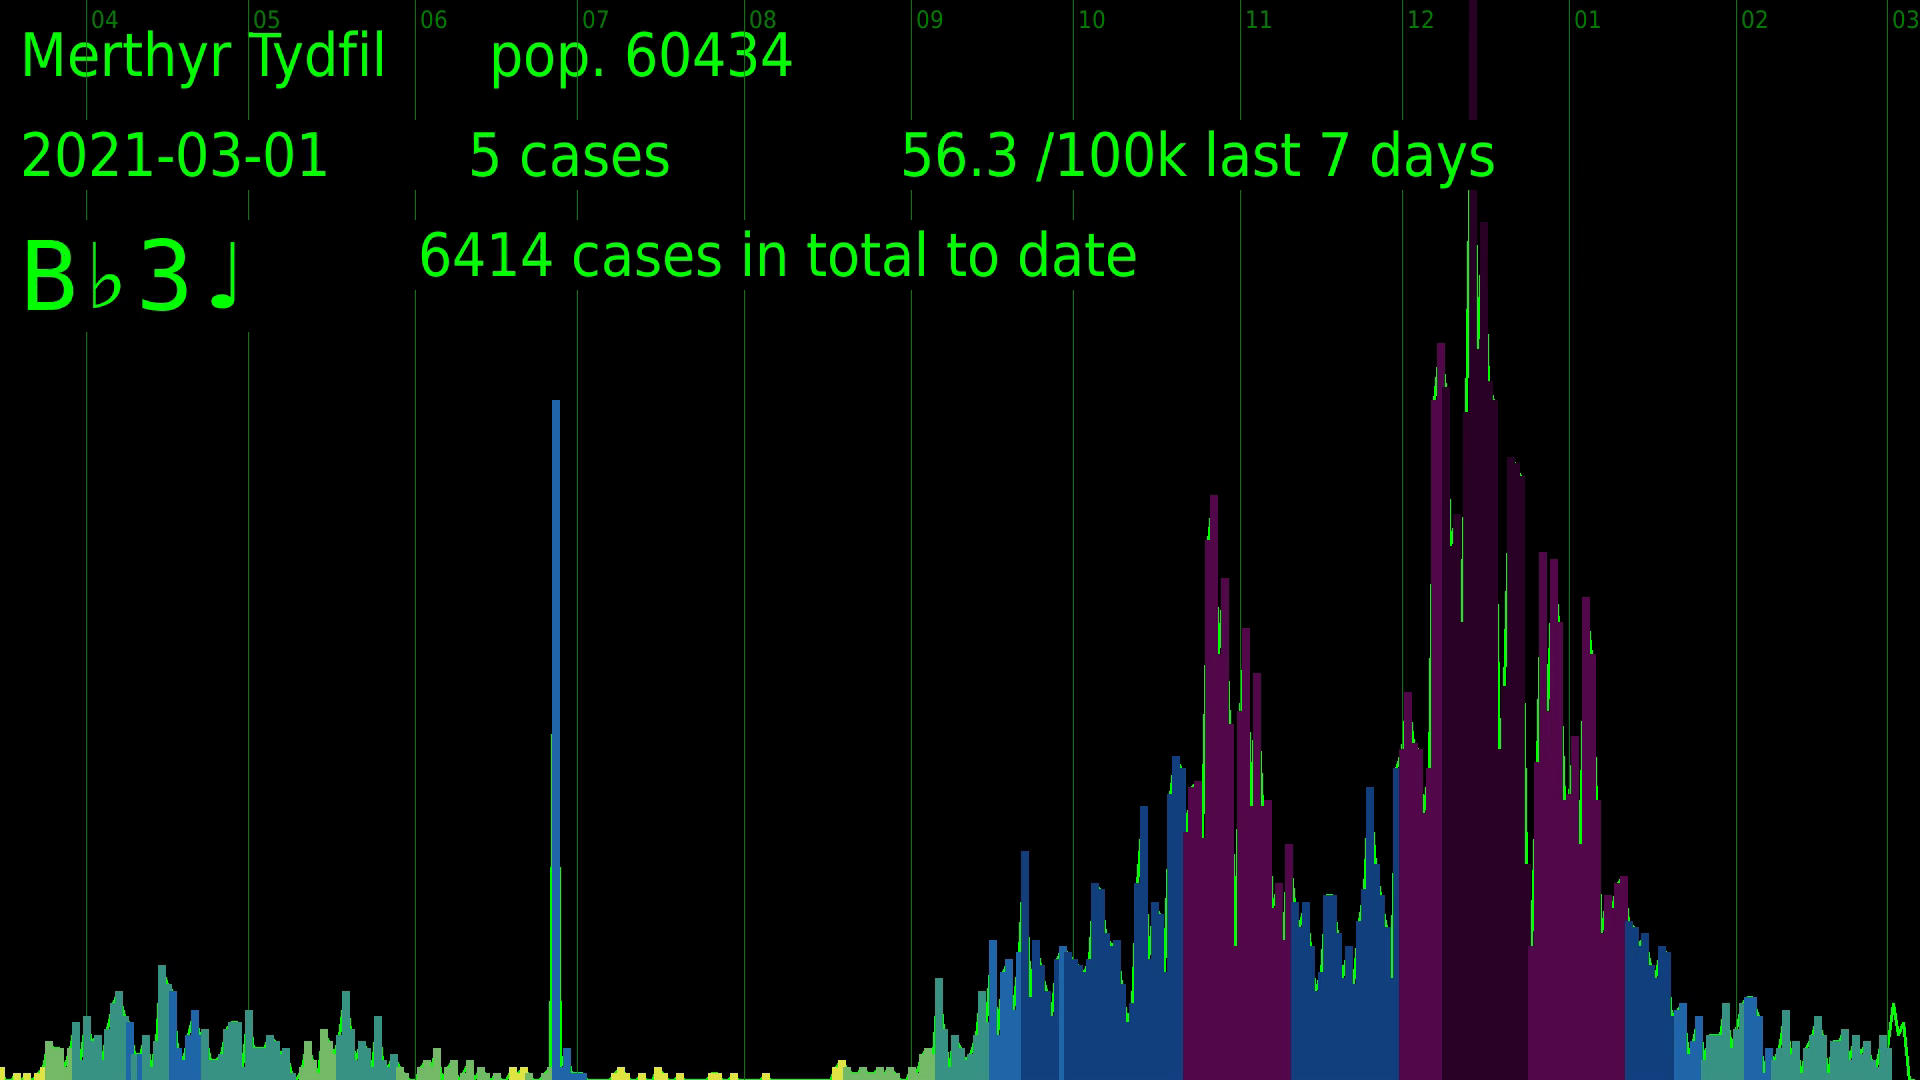 04 05 06 07 08 09 10 11 12 01 02 03
Merthyr Tydfil pop. 60434
2021-03-01 5 cases 56.3 /100k last 7 days
B♭3♩ 6414 cases in total to date